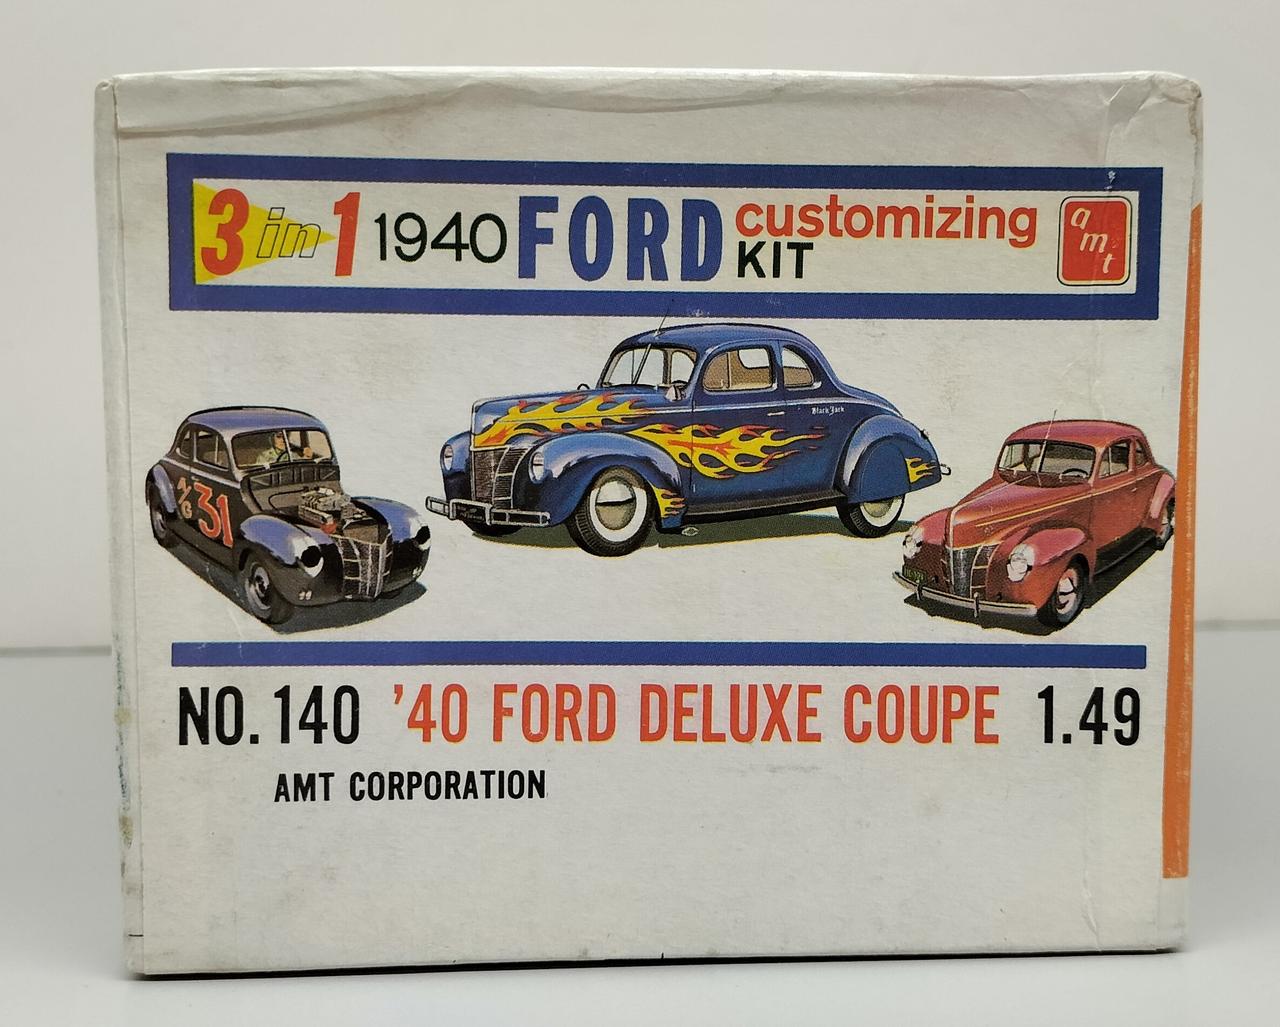 3 in 1 1940 FORD customizing KIT
amt
Black Jack
A/G
31
NO. 140 '40 FORD DELUXE COUPE 1.49
AMT CORPORATION